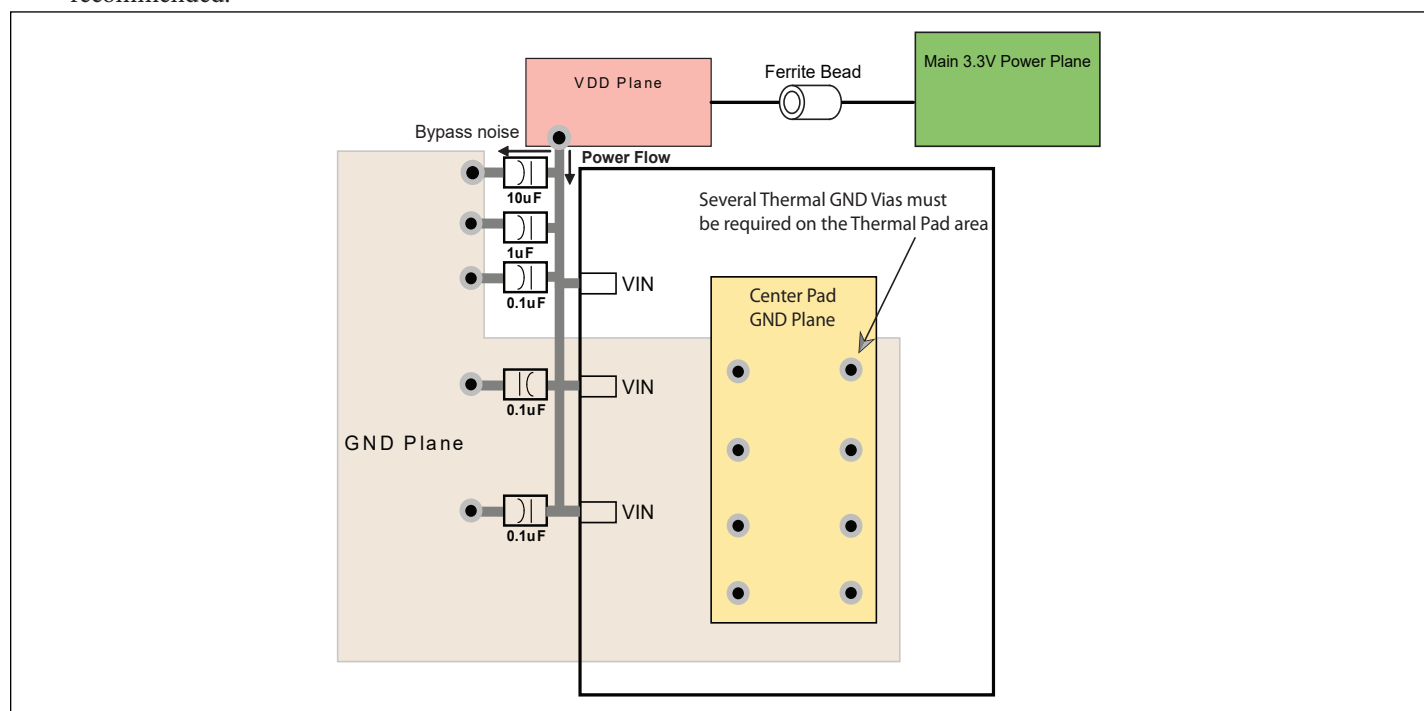 recommended.
Main 3.3V Power Plane
Ferrite Bead
VDD Plane
Bypass noise
Power Flow
10uF
1uF
0.1uF
VIN
Several Thermal GND Vias must
be required on the Thermal Pad area
Center Pad
GND Plane
VIN
0.1uF
GND Plane
VIN
0.1uF